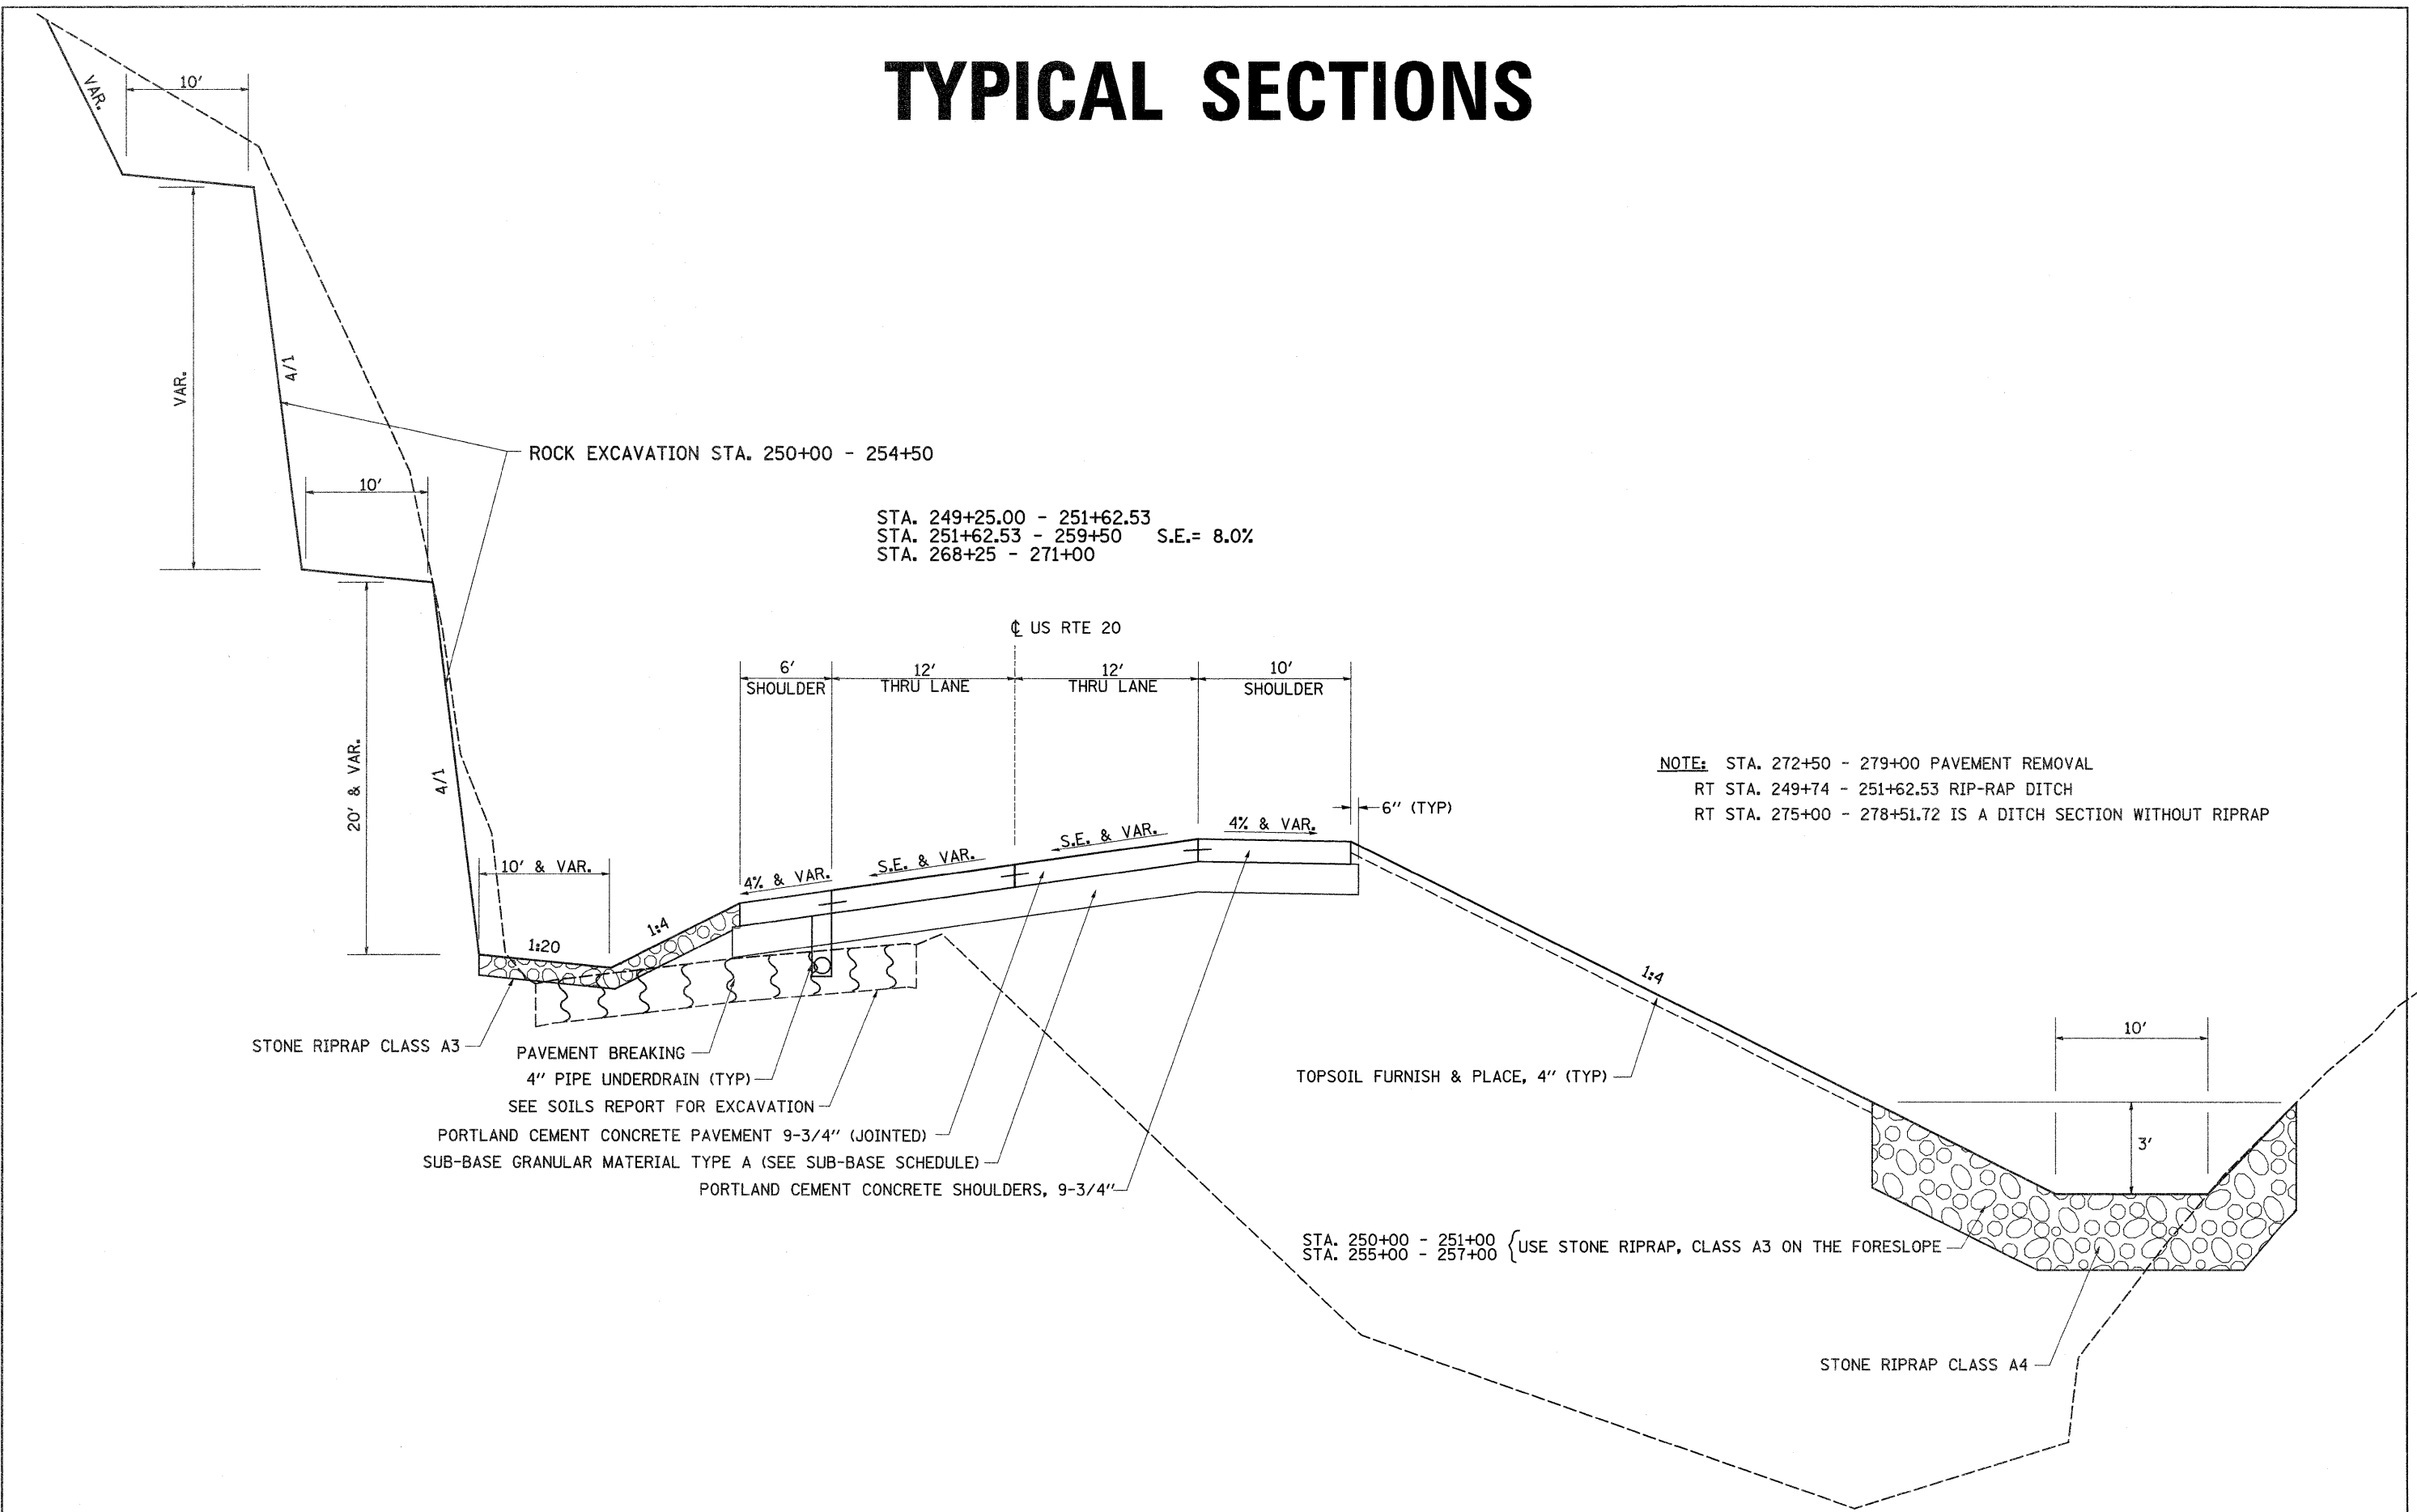 TYPICAL SECTIONS
VAR.
10'
VAR.
4/1
ROCK EXCAVATION STA. 250+00 - 254+50
10'
STA. 249+25.00 - 251+62.53
STA. 251+62.53 - 259+50 S.E.= 8.0%
STA. 268+25 - 271+00
℄ US RTE 20
6' 12' 12' 10'
SHOULDER THRU LANE THRU LANE SHOULDER
20' & VAR.
4/1
NOTE: STA. 272+50 - 279+00 PAVEMENT REMOVAL
RT STA. 249+74 - 251+62.53 RIP-RAP DITCH
RT STA. 275+00 - 278+51.72 IS A DITCH SECTION WITHOUT RIPRAP
6" (TYP)
10' & VAR.
4% & VAR.
S.E. & VAR.
S.E. & VAR.
4% & VAR.
1:20
1:4
1:4
STONE RIPRAP CLASS A3
PAVEMENT BREAKING
4" PIPE UNDERDRAIN (TYP)
SEE SOILS REPORT FOR EXCAVATION
PORTLAND CEMENT CONCRETE PAVEMENT 9-3/4" (JOINTED)
SUB-BASE GRANULAR MATERIAL TYPE A (SEE SUB-BASE SCHEDULE)
PORTLAND CEMENT CONCRETE SHOULDERS, 9-3/4"
TOPSOIL FURNISH & PLACE, 4" (TYP)
10'
3'
STA. 250+00 - 251+00
STA. 255+00 - 257+00
{USE STONE RIPRAP, CLASS A3 ON THE FORESLOPE
STONE RIPRAP CLASS A4